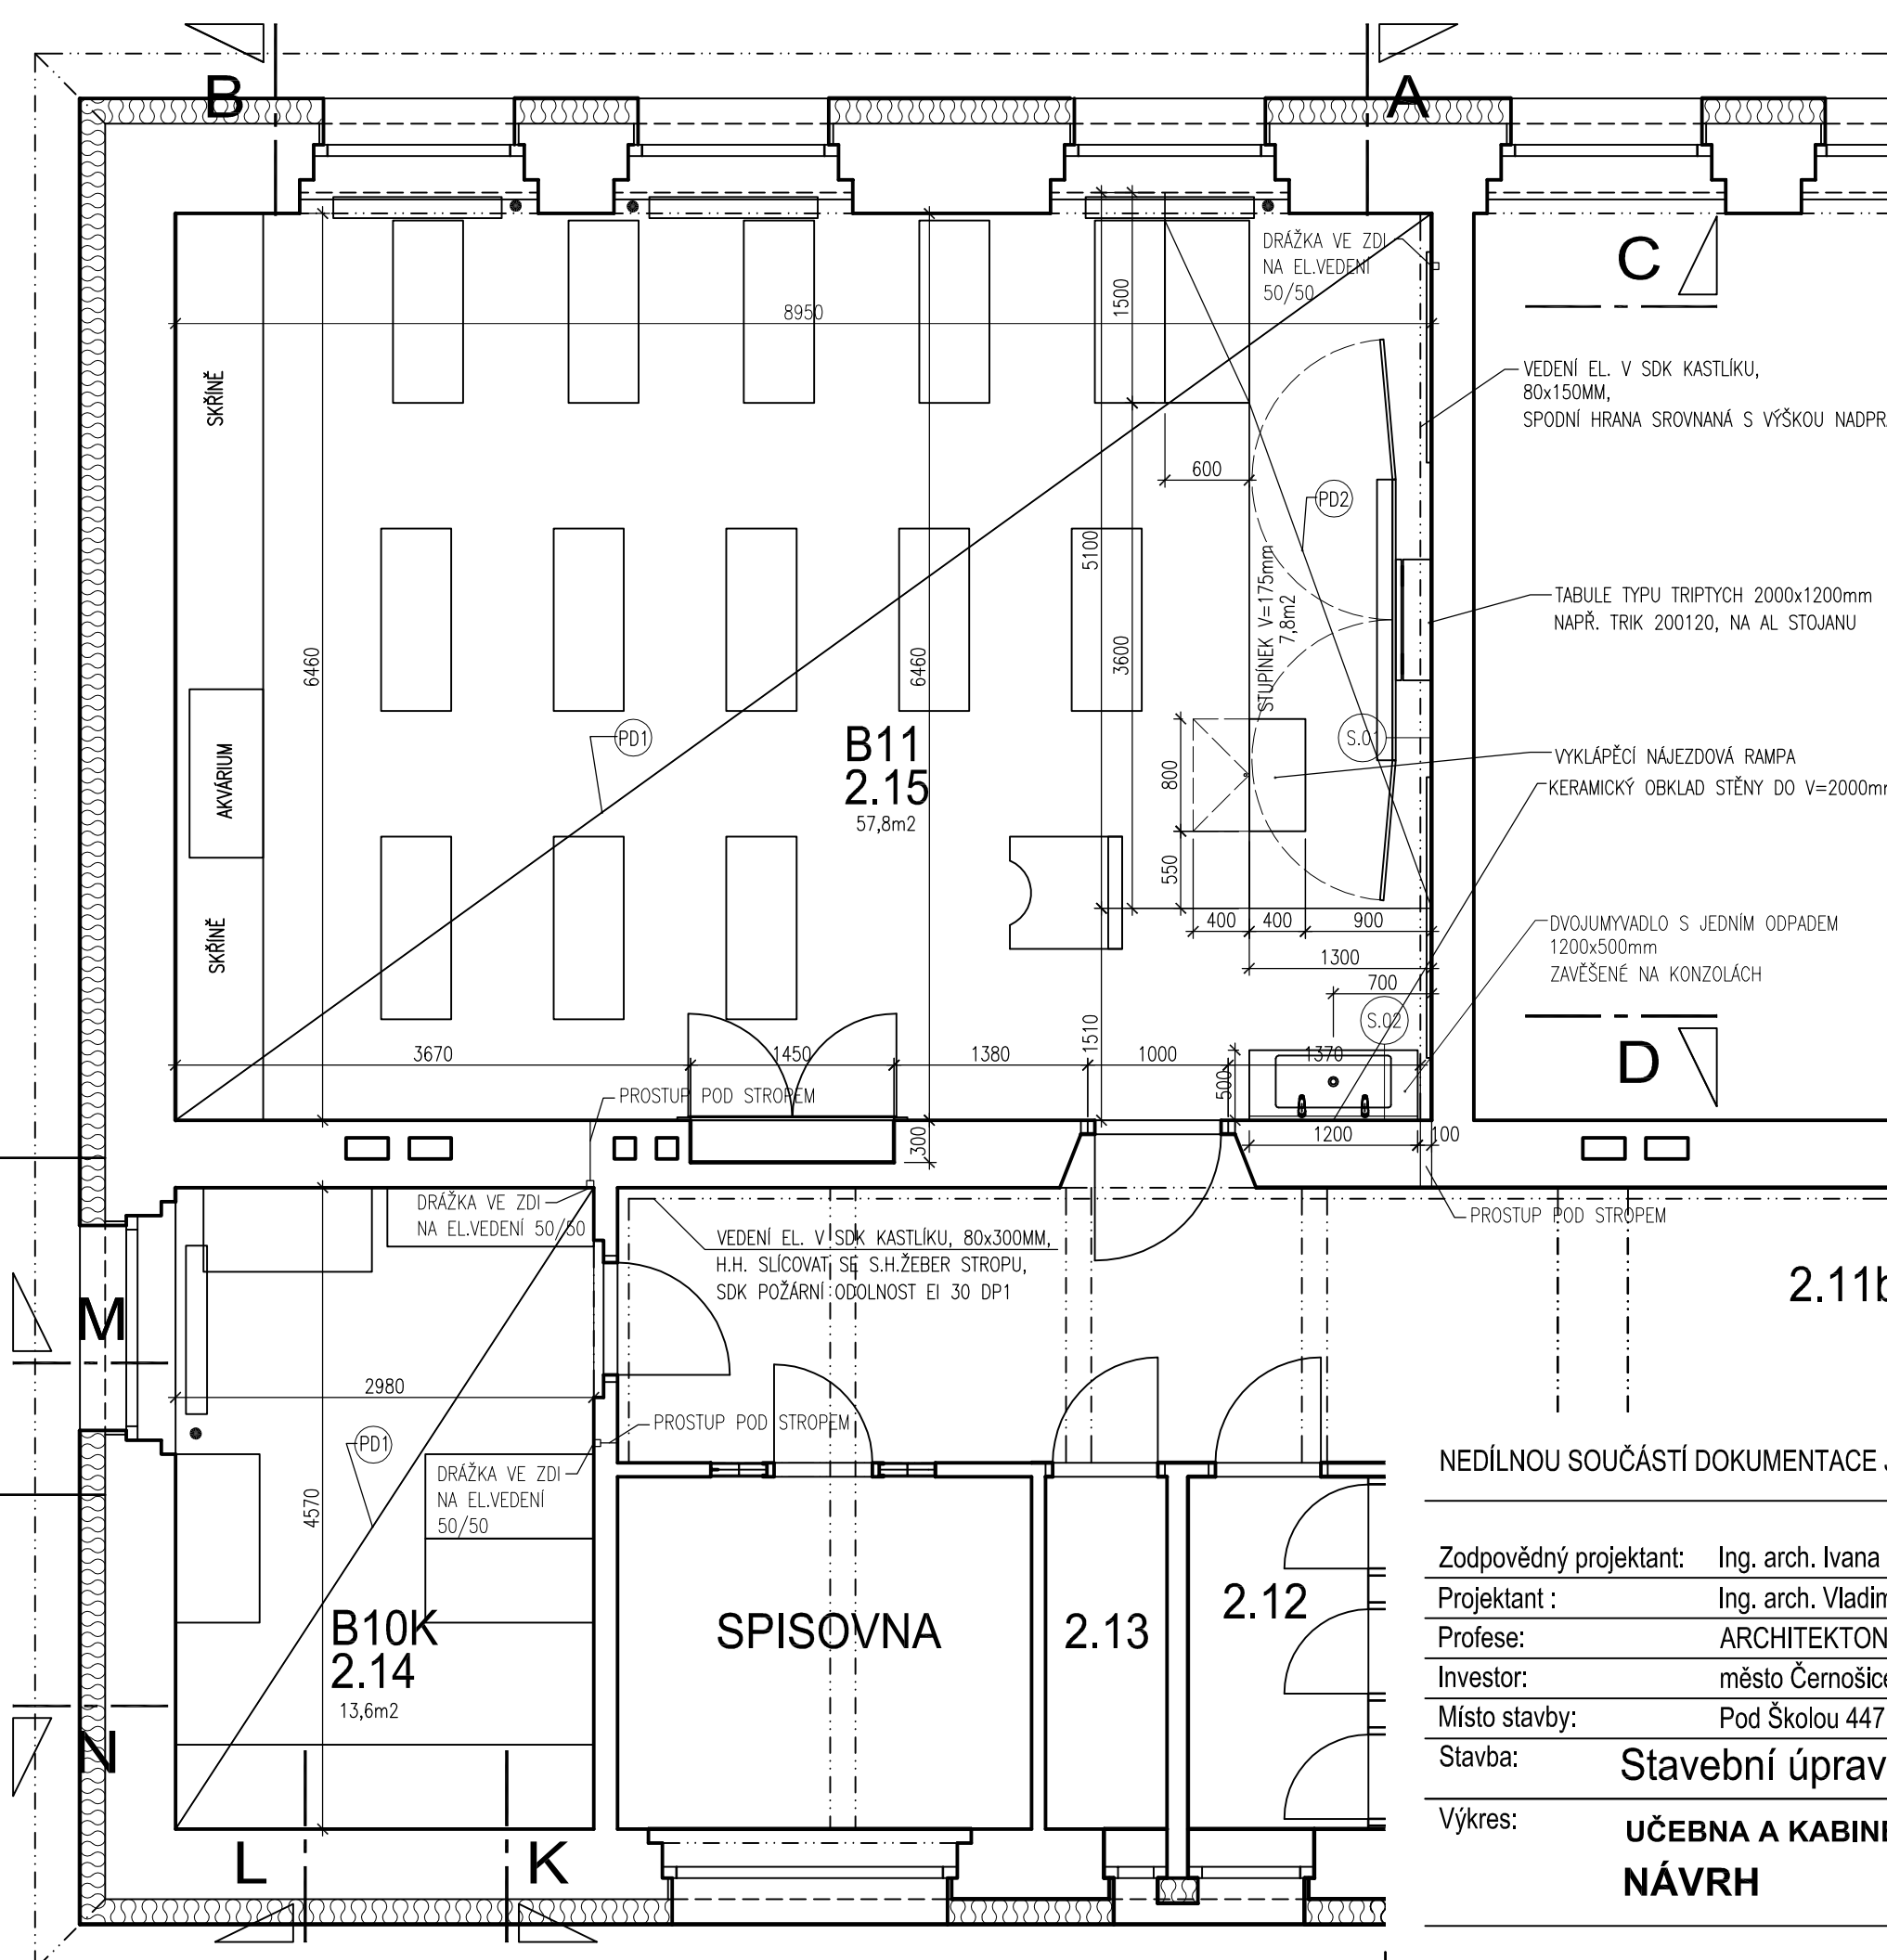 B
A
DRÁŽKA VE ZDI
NA EL.VEDENÍ
50/50
C
1500
8950
VEDENÍ EL. V SDK KASTLÍKU,
80x150MM,
SPODNÍ HRANA SROVNANÁ S VÝŠKOU NADPR
SKŘÍNĚ
600
PD2
5100
STUPÍNEK V=175mm
7,8m2
TABULE TYPU TRIPTYCH 2000x1200mm
NAPŘ. TRIK 200120, NA AL STOJANU
6460
6460
3600
PD1
B11
2.15
57,8m2
S.01
AKVÁRIUM
800
VYKLÁPĚCÍ NÁJEZDOVÁ RAMPA
KERAMICKÝ OBKLAD STĚNY DO V=2000mm
550
400
400
900
SKŘÍNĚ
DVOJUMYVADLO S JEDNÍM ODPADEM
1200x500mm
ZAVĚŠENÉ NA KONZOLÁCH
1300
700
S.02
1510
3670
1450
1380
1000
1370
500
D
PROSTUP POD STROPEM
300
1200
100
DRÁŽKA VE ZDI
NA EL.VEDENÍ 50/50
PROSTUP POD STROPEM
VEDENÍ EL. V SDK KASTLÍKU, 80x300MM,
H.H. SLÍCOVAT SE S.H.ŽEBER STROPU,
SDK POŽÁRNÍ ODOLNOST EI 30 DP1
2.11b
M
2980
PROSTUP POD STROPEM
PD1
DRÁŽKA VE ZDI
NA EL.VEDENÍ
50/50
4570
B10K
2.14
13,6m2
SPISOVNA
2.13
2.12
N
L
K
NEDÍLNOU SOUČÁSTÍ DOKUMENTACE J
Zodpovědný projektant: Ing. arch. Ivana
Projektant : Ing. arch. Vladim
Profese: ARCHITEKTON
Investor: město Černošice
Místo stavby: Pod Školou 447
Stavba: Stavební úprav
Výkres: UČEBNA A KABINE
NÁVRH